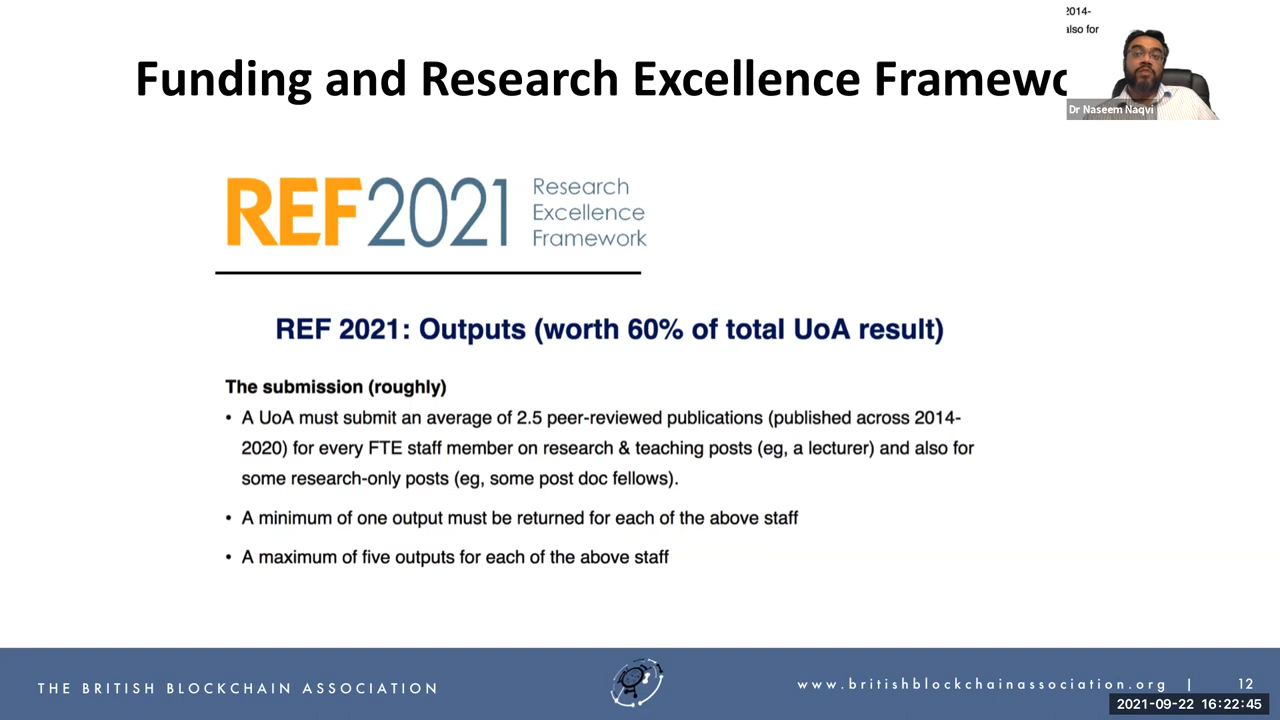 2014-
also for
Funding and Research Excellence Framewo
Dr Naseem Naqvi
REF2021 Research
Excellence
Framework
REF 2021: Outputs (worth 60% of total UoA result)
The submission (roughly)
• A UoA must submit an average of 2.5 peer-reviewed publications (published across 2014-
2020) for every FTE staff member on research & teaching posts (eg, a lecturer) and also for
some research-only posts (eg, some post doc fellows).
• A minimum of one output must be returned for each of the above staff
• A maximum of five outputs for each of the above staff
THE BRITISH BLOCKCHAIN ASSOCIATION
www.britishblockchainassociation.org | 12
2021-09-22 16:22:45